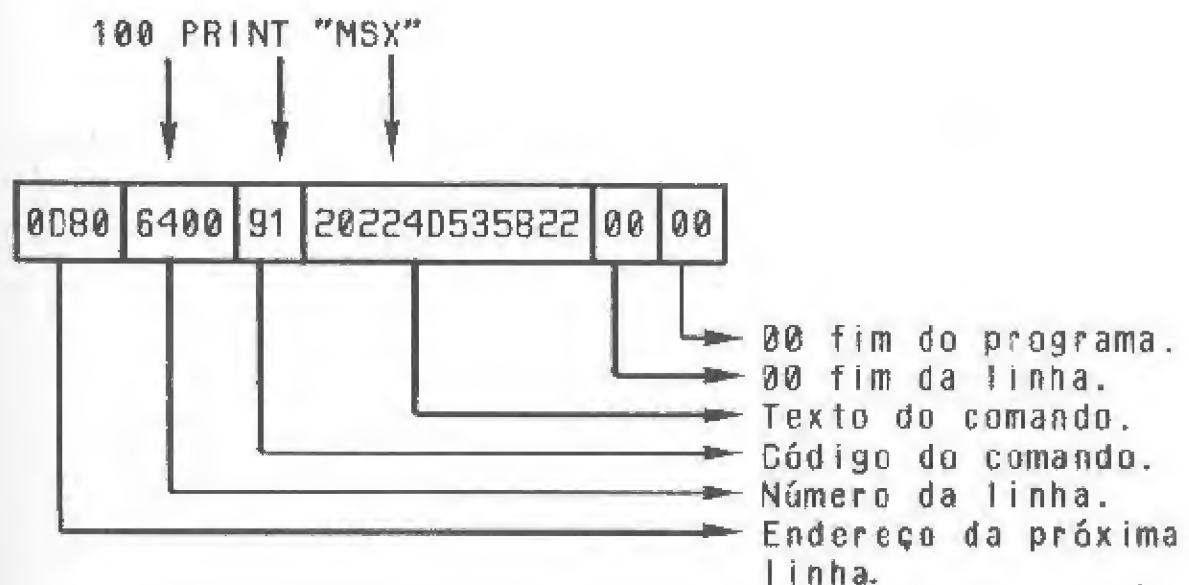 100 PRINT "MSX"
0D80 6400 91 20224D535822 00 00
00 fim do programa.
00 fim da linha.
Texto do comando.
Código do comando.
Número da linha.
Endereço da próxima
linha.